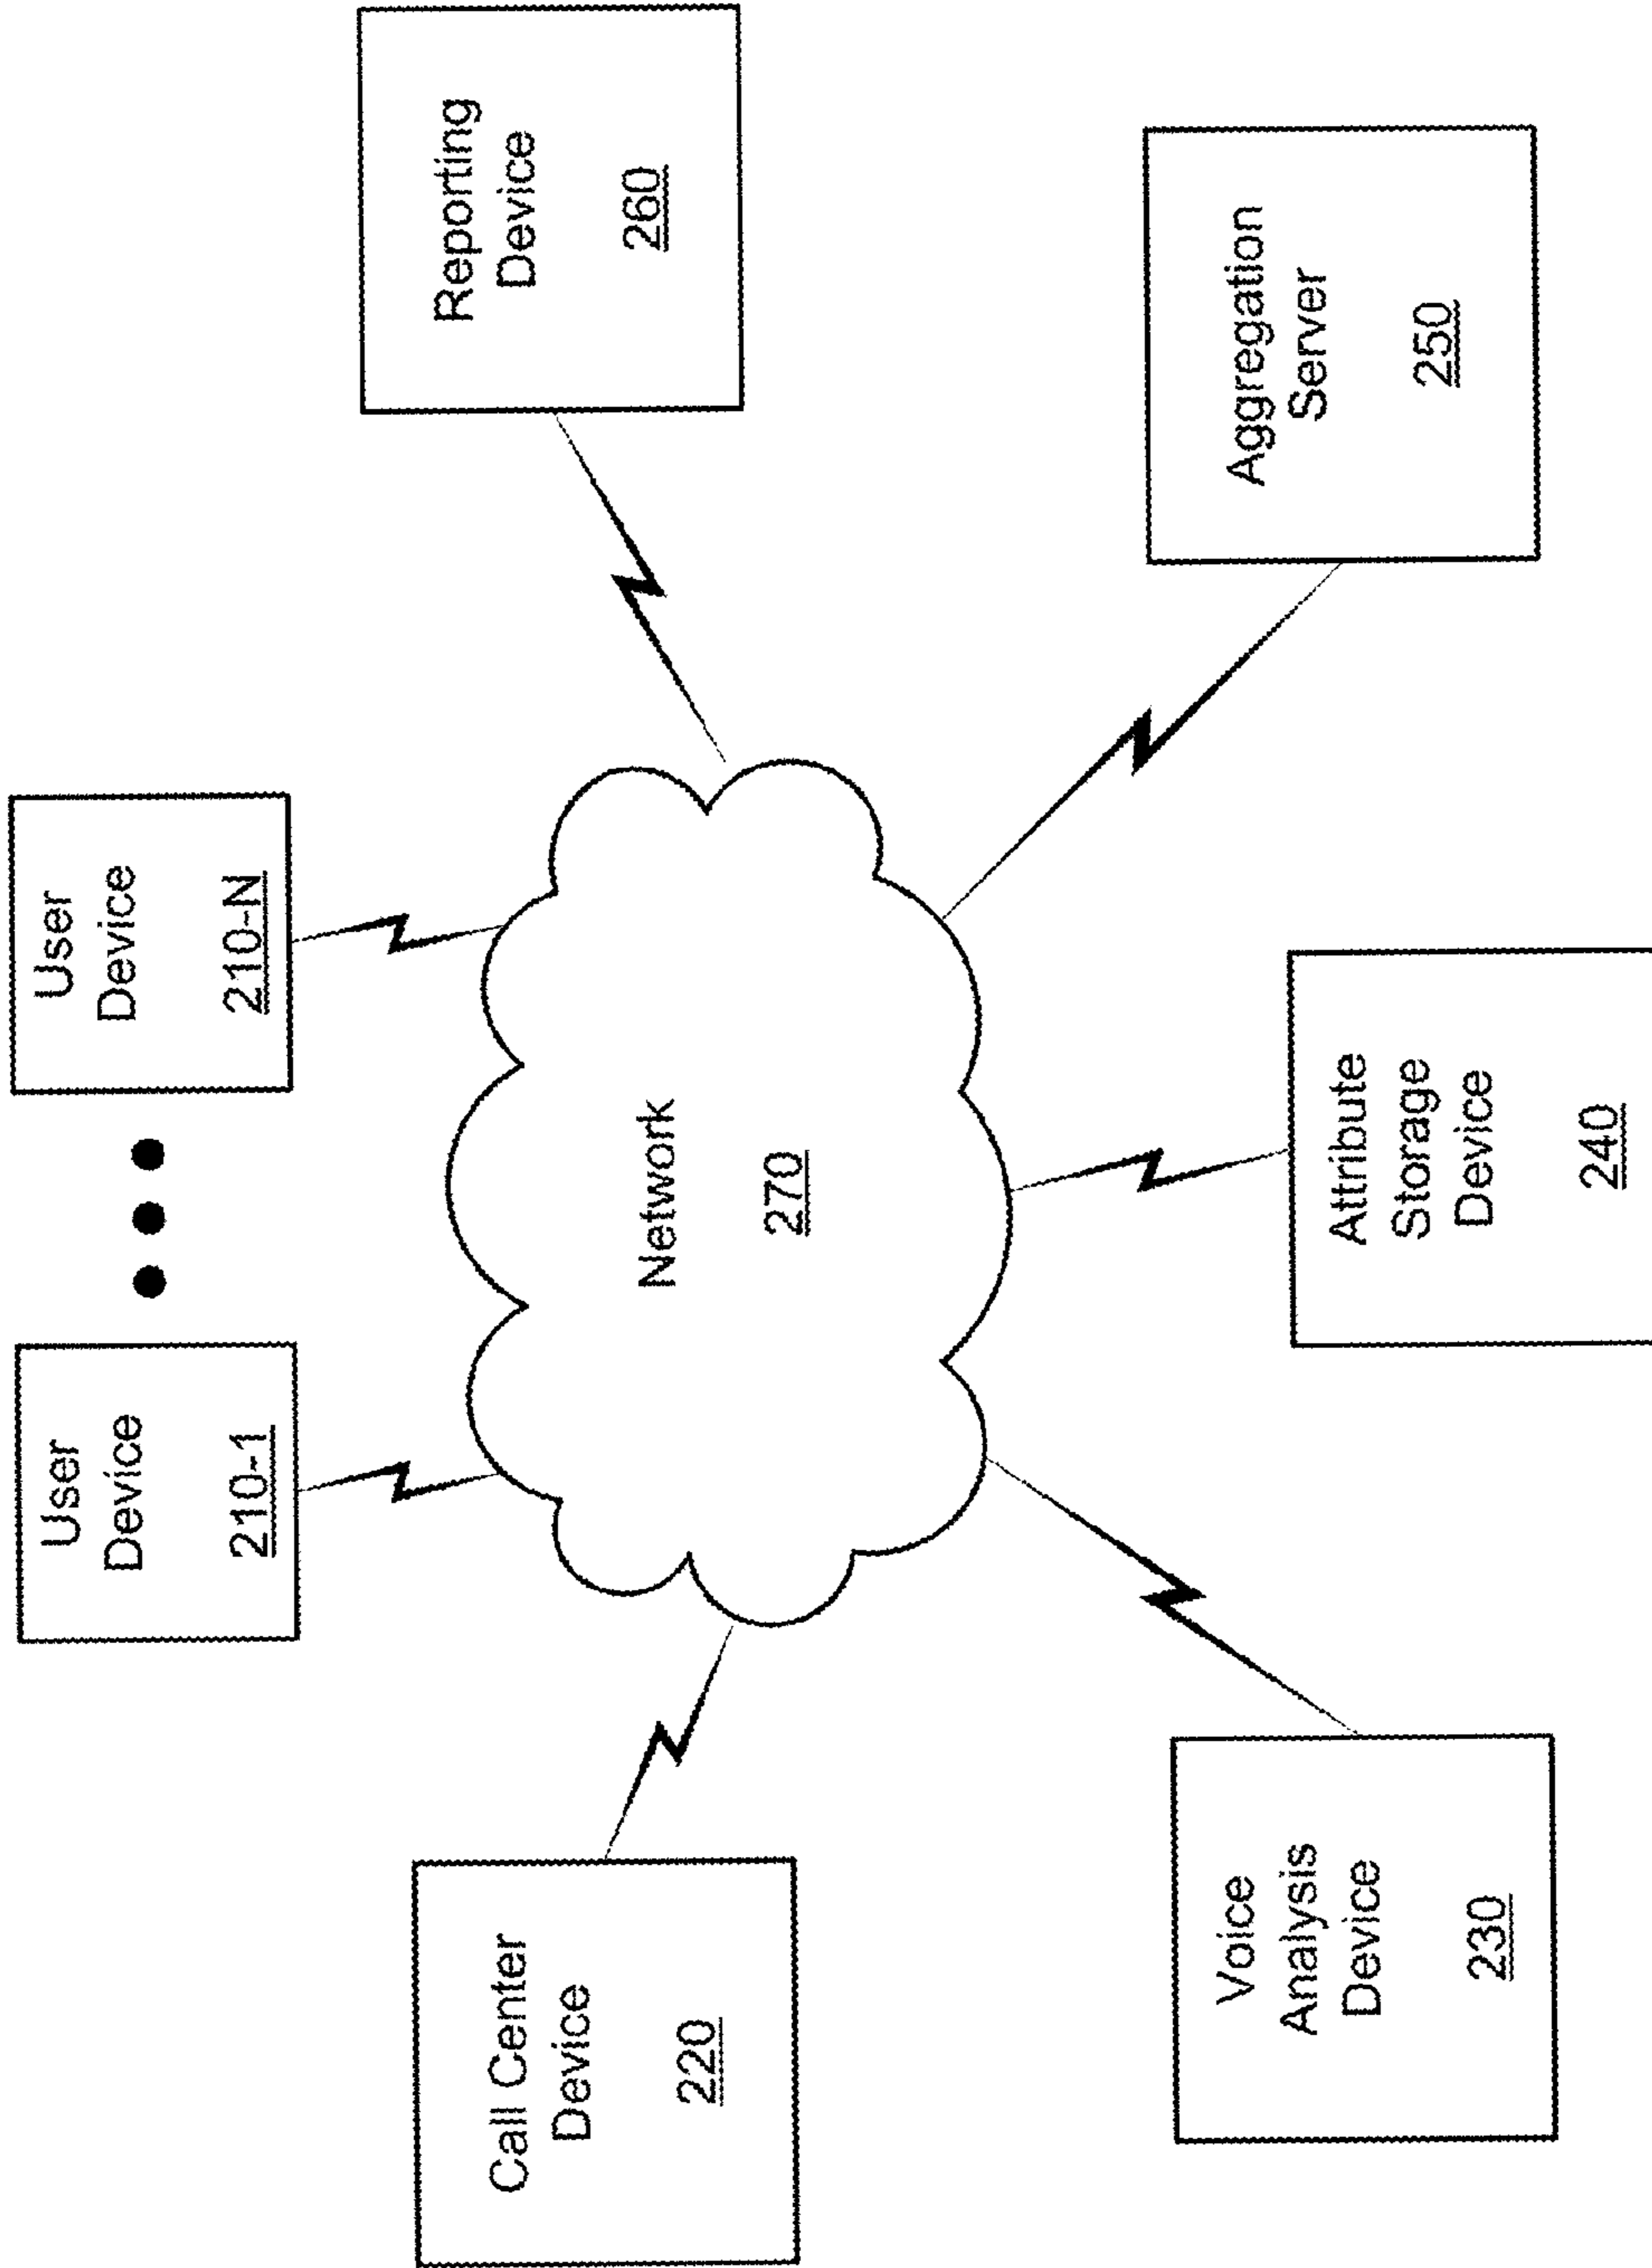 User
Device
210-1
User
Device
210-N
Call Center
Device
220
Network
270
Reporting
Device
260
Voice
Analysis
Device
230
Attribute
Storage
Device
240
Aggregation
Server
250